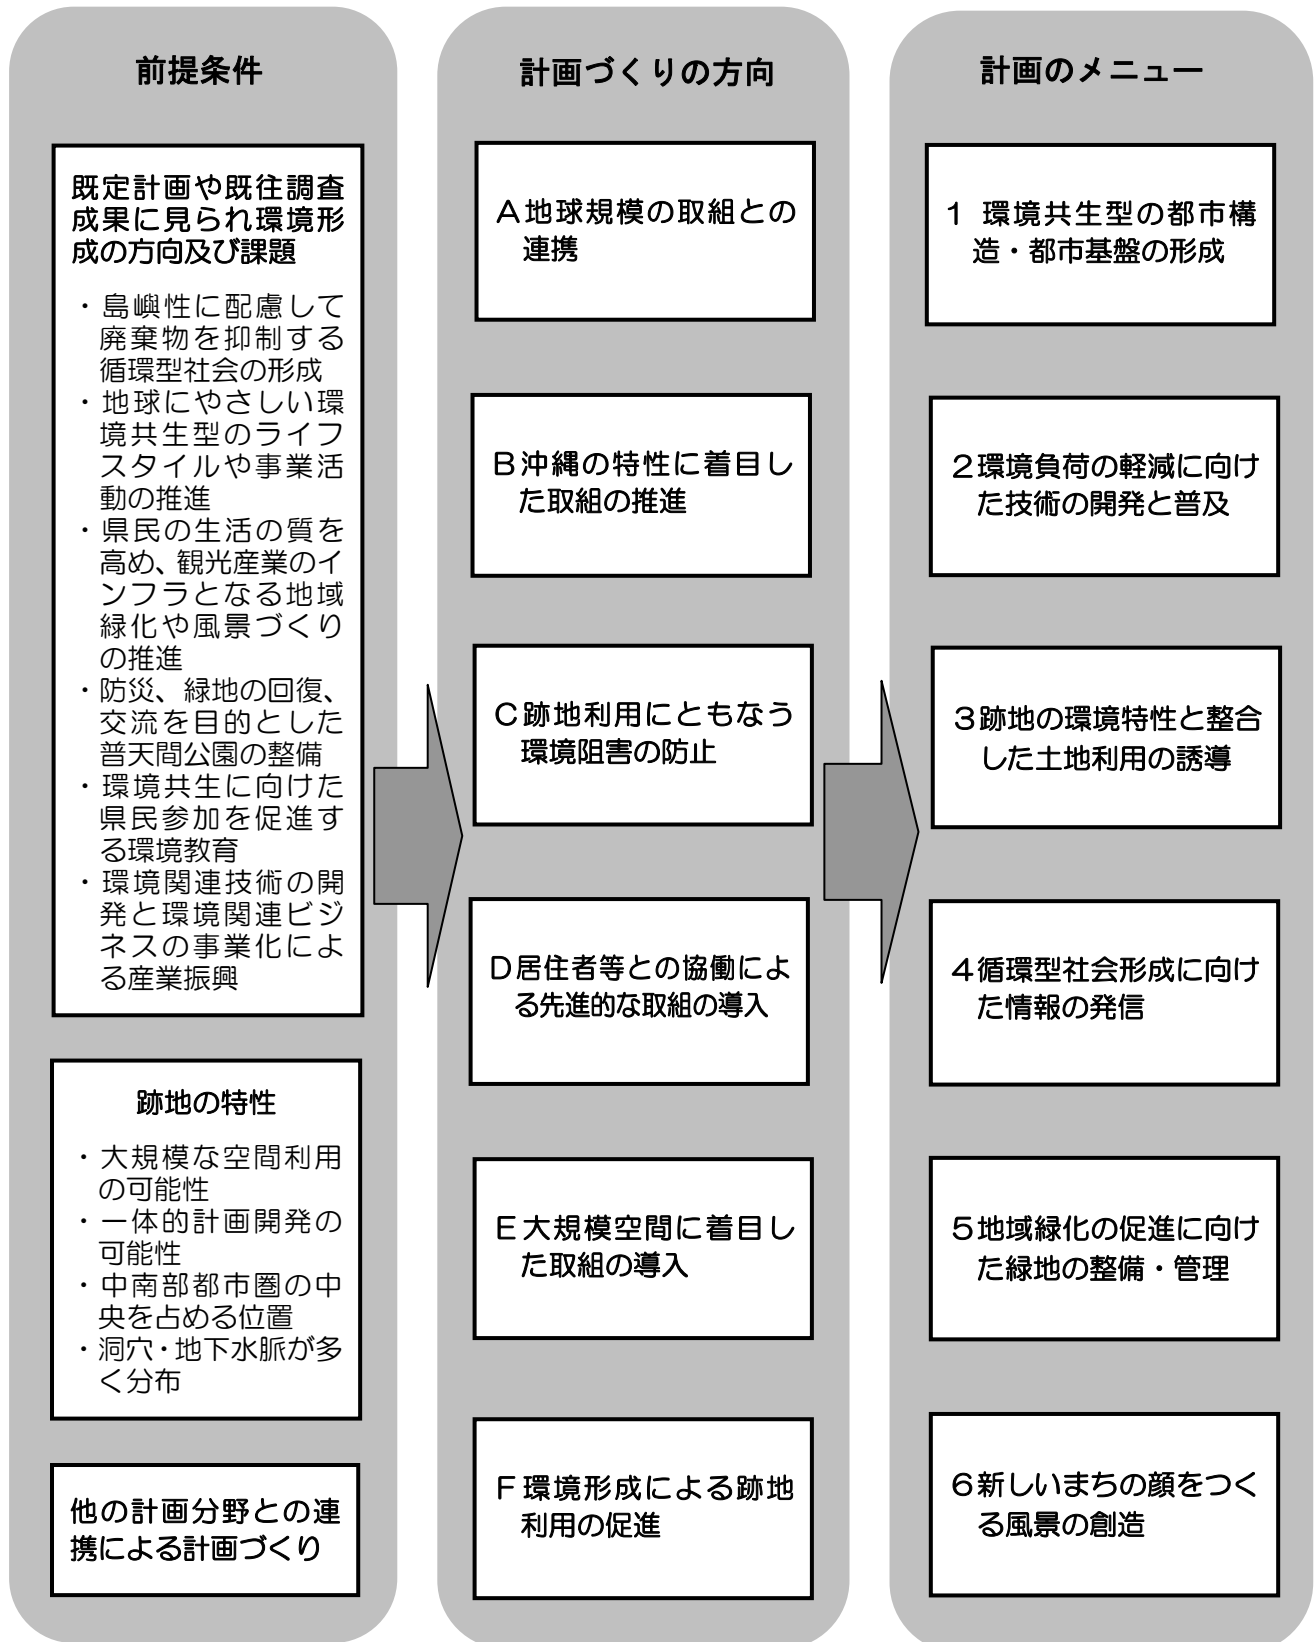 前提条件
既定計画や既往調査
成果に見られ環境形
成の方向及び課題
・島嶼性に配慮して
廃棄物を抑制する
循環型社会の形成
・地球にやさしい環
境共生型のライフ
スタイルや事業活
動の推進
・県民の生活の質を
高め、観光産業のイ
ンフラとなる地域
緑化や風景づくり
の推進
・防災、緑地の回復、
交流を目的とした
普天間公園の整備
・環境共生に向けた
県民参加を促進す
る環境教育
・環境関連技術の開
発と環境関連ビジ
ネスの事業化によ
る産業振興
跡地の特性
・大規模な空間利用
の可能性
・一体的計画開発の
可能性
・中南部都市圏の中
央を占める位置
・洞穴・地下水脈が多
く分布
他の計画分野との連
携による計画づくり
計画づくりの方向
A地球規模の取組との
連携
B沖縄の特性に着目し
た取組の推進
C跡地利用にともなう
環境阻害の防止
D居住者等との協働によ
る先進的な取組の導入
E大規模空間に着目し
た取組の導入
F環境形成による跡地
利用の促進
計画のメニュー
1 環境共生型の都市構
造・都市基盤の形成
2環境負荷の軽減に向け
た技術の開発と普及
3跡地の環境特性と整合
した土地利用の誘導
4循環型社会形成に向け
た情報の発信
5地域緑化の促進に向け
た緑地の整備・管理
6新しいまちの顔をつく
る風景の創造